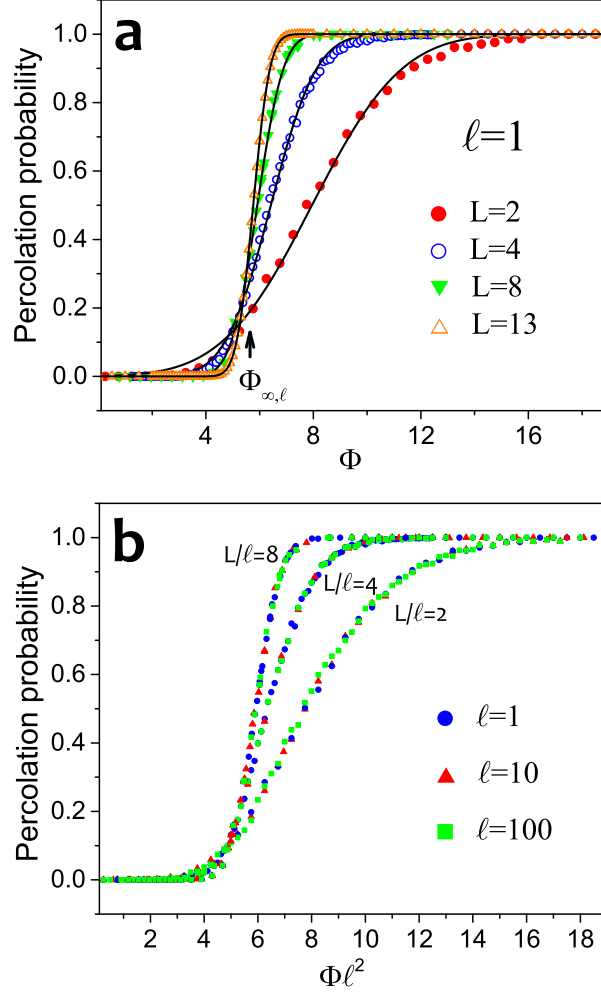 a
Percolation probability
1.0
0.8
0.6
0.4
0.2
0.0
ℓ=1
L=2
L=4
L=8
L=13
Φ∞,ℓ
4 8 12 16
Φ
b
Percolation probability
1.0
0.8
0.6
0.4
0.2
0.0
L/ℓ=8
L/ℓ=4
L/ℓ=2
ℓ=1
ℓ=10
ℓ=100
2 4 6 8 10 12 14 16 18
Φℓ²